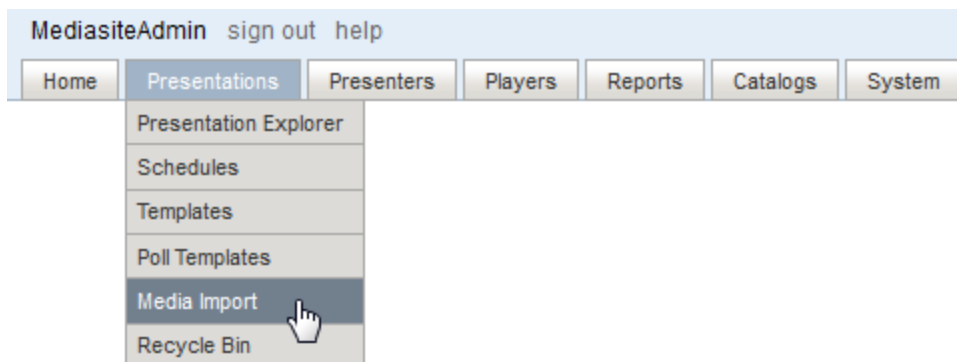 MediasiteAdmin sign out help
Home Presentations Presenters Players Reports Catalogs System
Presentation Explorer
Schedules
Templates
Poll Templates
Media Import
Recycle Bin